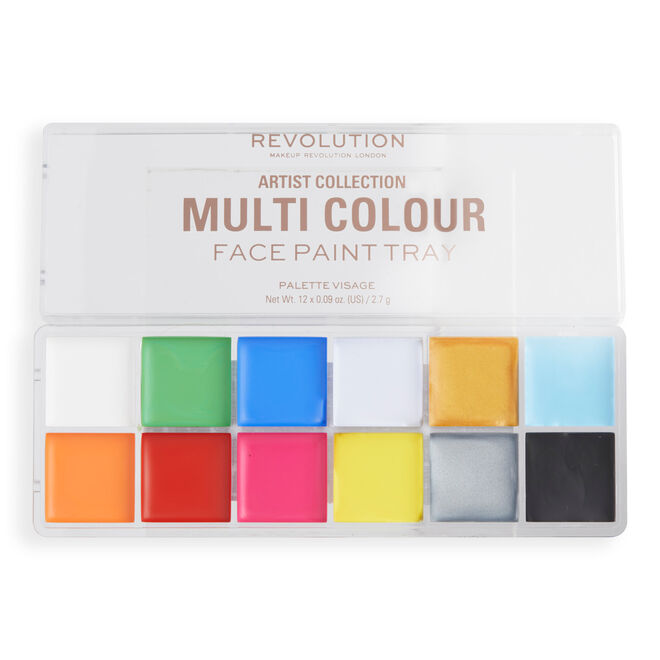 REVOLUTION
MAKEUP REVOLUTION LONDON
ARTIST COLLECTION
MULTI COLOUR
FACE PAINT TRAY
PALETTE VISAGE
Net Wt. 12 x 0.09 oz. (US) / 2.7 g